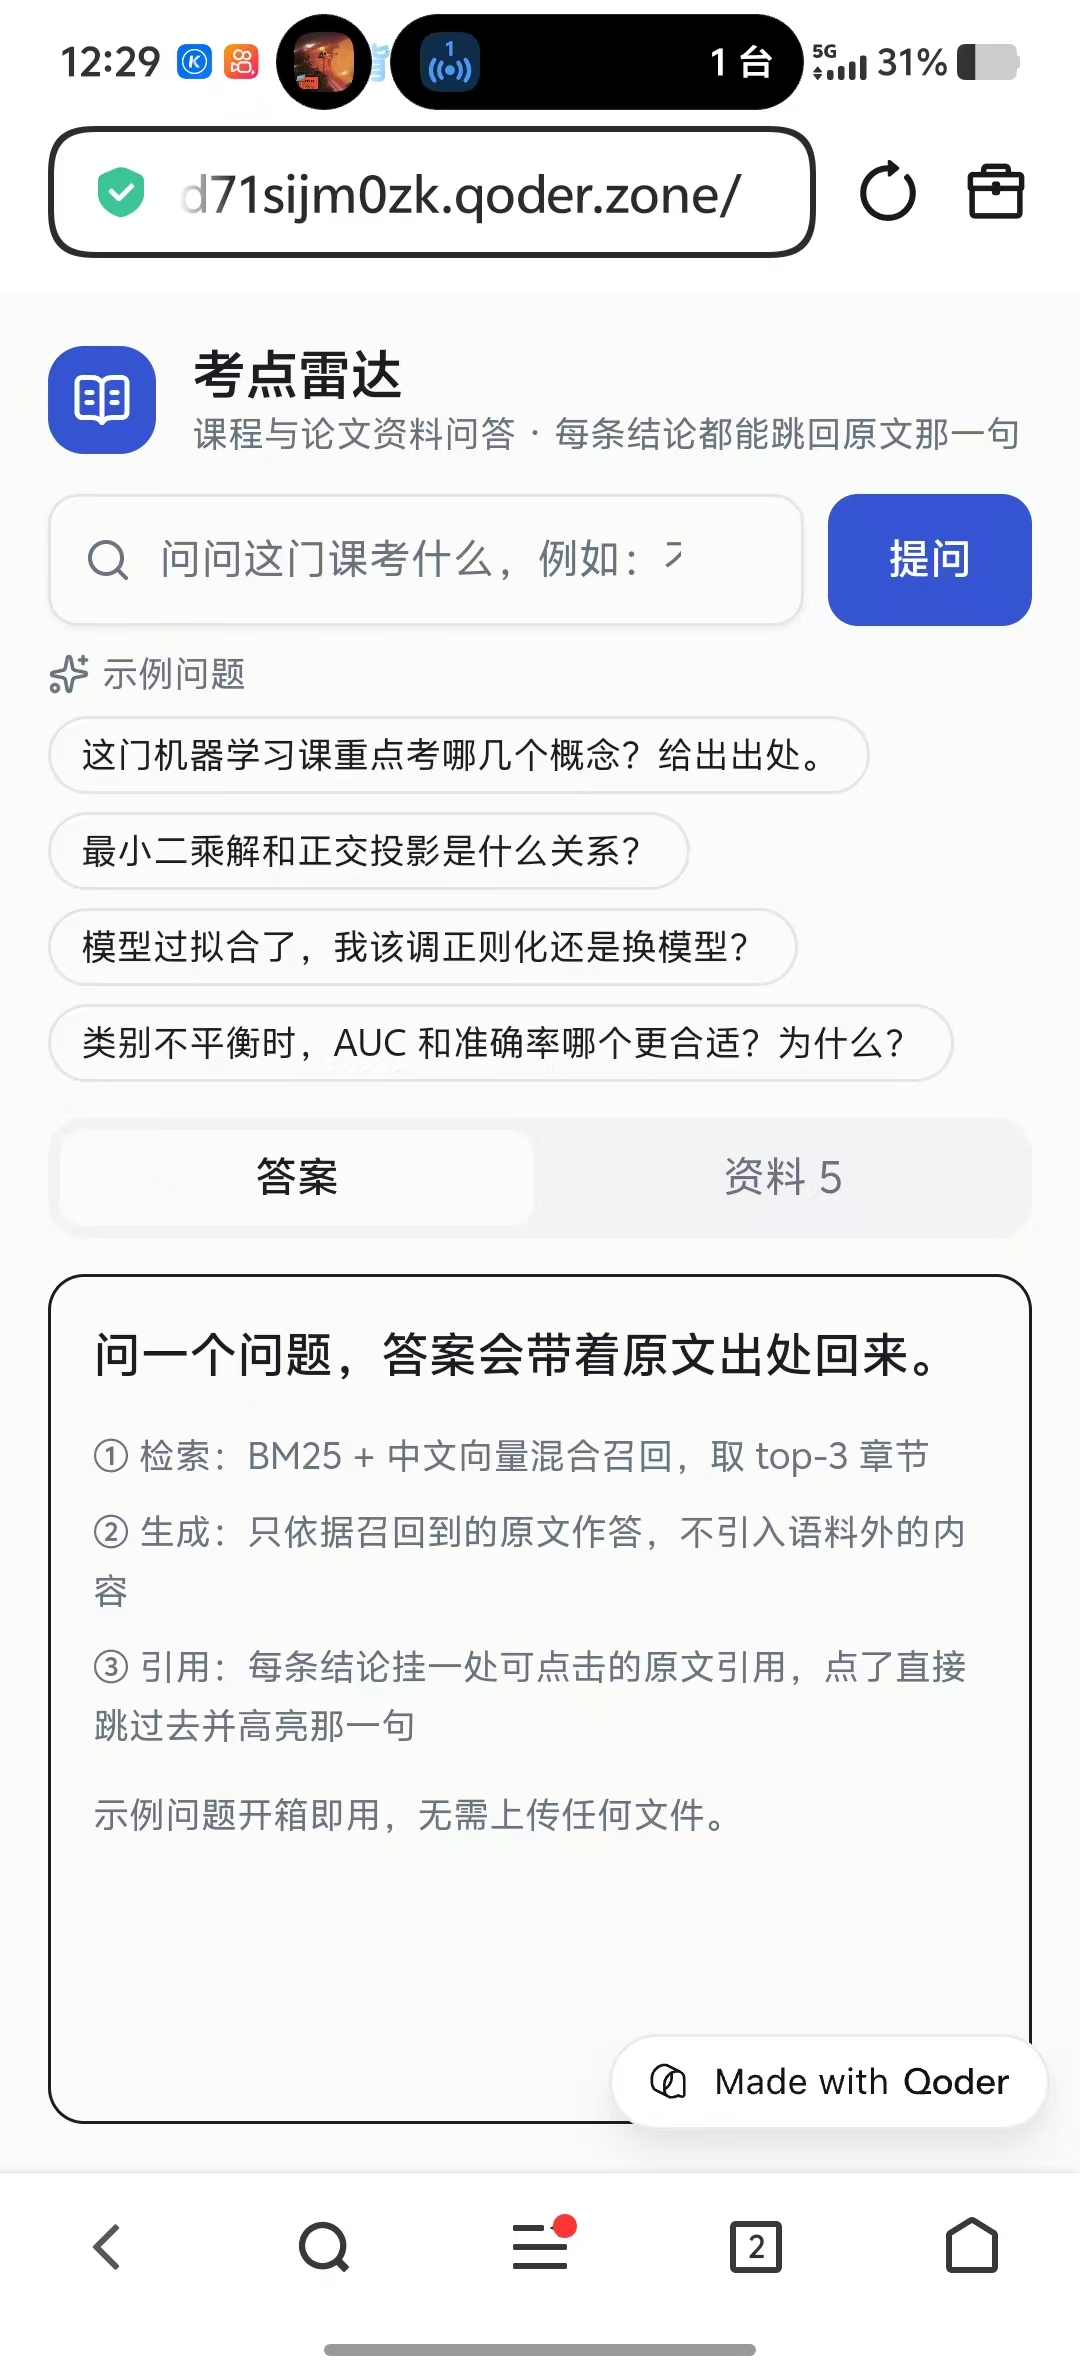 12:29
1
1 台
5G
31%
d71sijm0zk.qoder.zone/
考点雷达
课程与论文资料问答 · 每条结论都能跳回原文那一句
问问这门课考什么，例如：
提问
示例问题
这门机器学习课重点考哪几个概念？给出出处。
最小二乘解和正交投影是什么关系？
模型过拟合了，我该调正则化还是换模型？
类别不平衡时，AUC 和准确率哪个更合适？为什么？
答案
资料 5
问一个问题，答案会带着原文出处回来。
① 检索：BM25 + 中文向量混合召回，取 top-3 章节
② 生成：只依据召回到的原文作答，不引入语料外的内
容
③ 引用：每条结论挂一处可点击的原文引用，点了直接
跳过去并高亮那一句
示例问题开箱即用，无需上传任何文件。
Made with Qoder
2